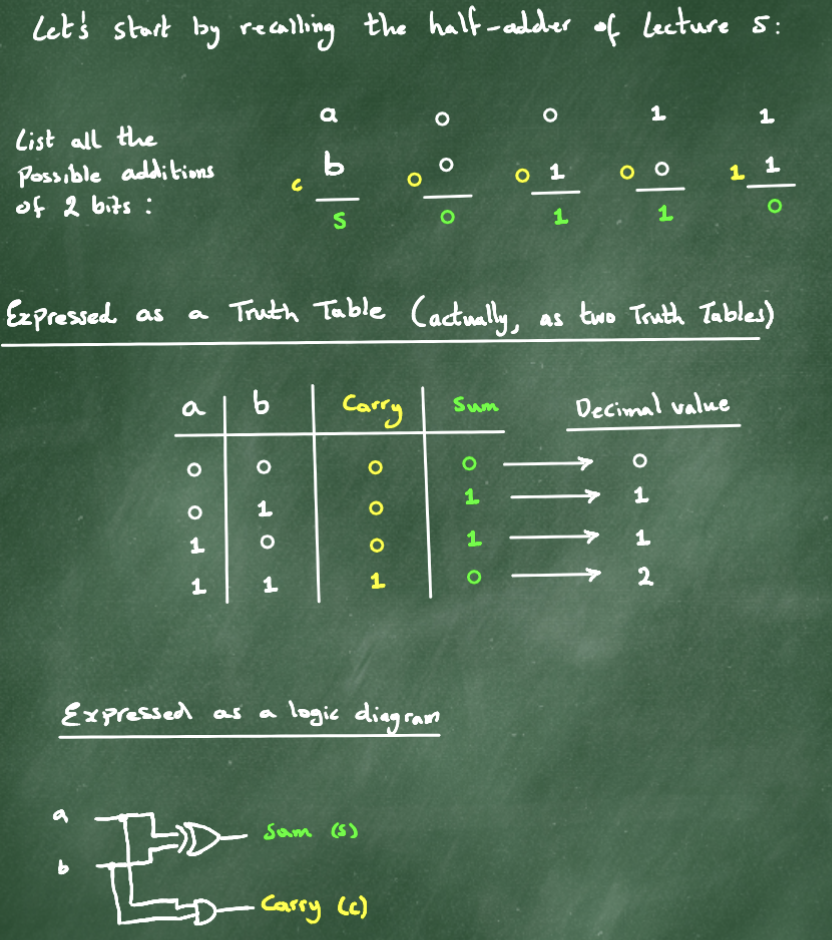 Let's start by recalling the half-adder of Lecture 5:
a 0 0 1 1
List all the
Possible additions
of 2 bits:
c b 0 0 0 1 0 0 1 1
s 0 1 1 0
Expressed as a Truth Table (actually, as two Truth Tables)
a b Carry Sum Decimal value
0 0 0 0 → 0
0 1 0 1 → 1
1 0 0 1 → 1
1 1 1 0 → 2
Expressed as a logic diagram
a
Sum (s)
b
Carry (c)